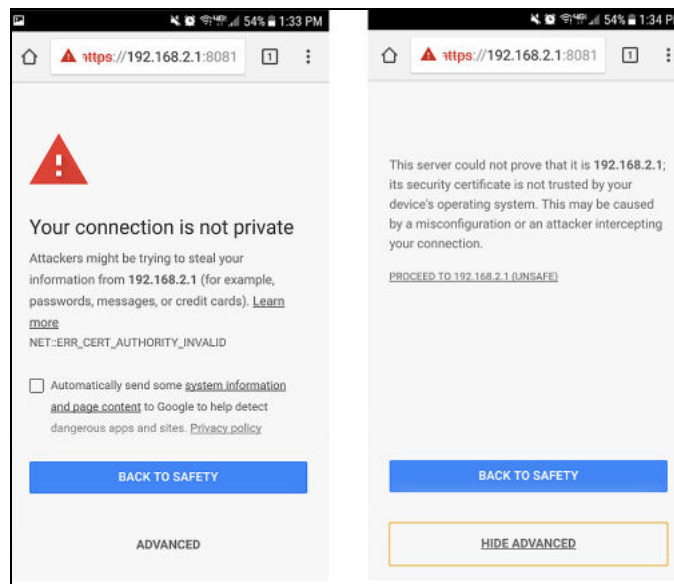 54% 1:33 PM
https://192.168.2.1:8081
1
Your connection is not private
Attackers might be trying to steal your
information from 192.168.2.1 (for example,
passwords, messages, or credit cards). Learn
more
NET::ERR_CERT_AUTHORITY_INVALID
Automatically send some system information
and page content to Google to help detect
dangerous apps and sites. Privacy policy
BACK TO SAFETY
ADVANCED
54% 1:34 P
https://192.168.2.1:8081
1
This server could not prove that it is 192.168.2.1;
its security certificate is not trusted by your
device's operating system. This may be caused
by a misconfiguration or an attacker intercepting
your connection.
PROCEED TO 192.168.2.1 (UNSAFE)
BACK TO SAFETY
HIDE ADVANCED